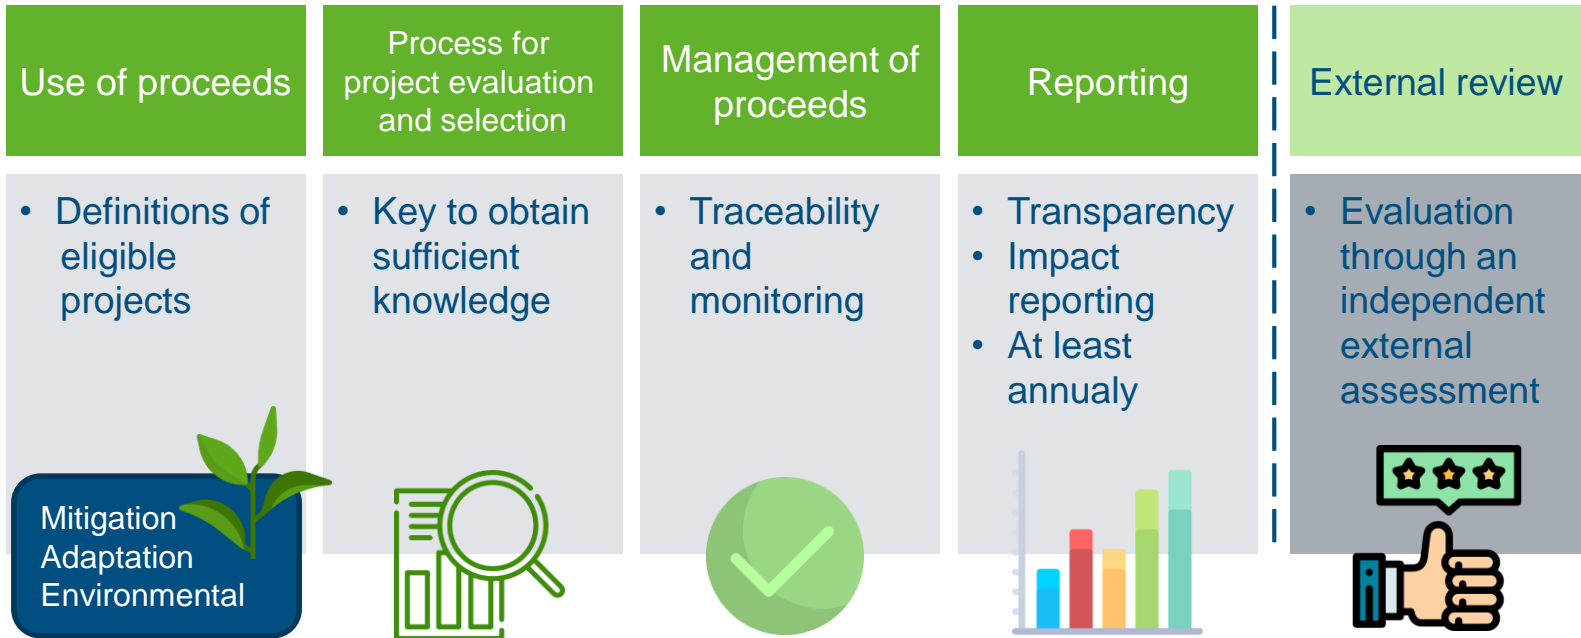 Use of proceeds
Process for
project evaluation
and selection
Management of
proceeds
Reporting
External review
• Definitions of
eligible
projects
• Key to obtain
sufficient
knowledge
• Traceability
and
monitoring
• Transparency
• Impact
reporting
• At least
annualy
• Evaluation
through an
independent
external
assessment
Mitigation
Adaptation
Environmental